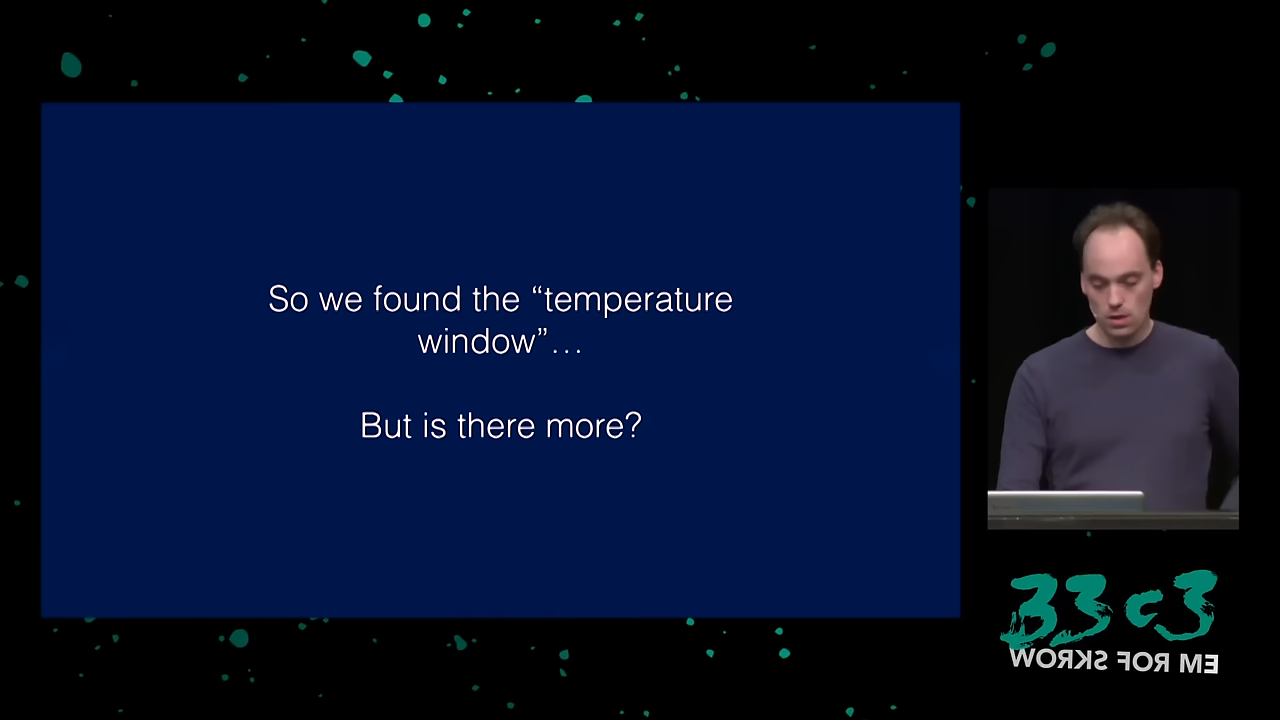 So we found the “temperature
window”...
But is there more?
33c3
WORKS FOR ME